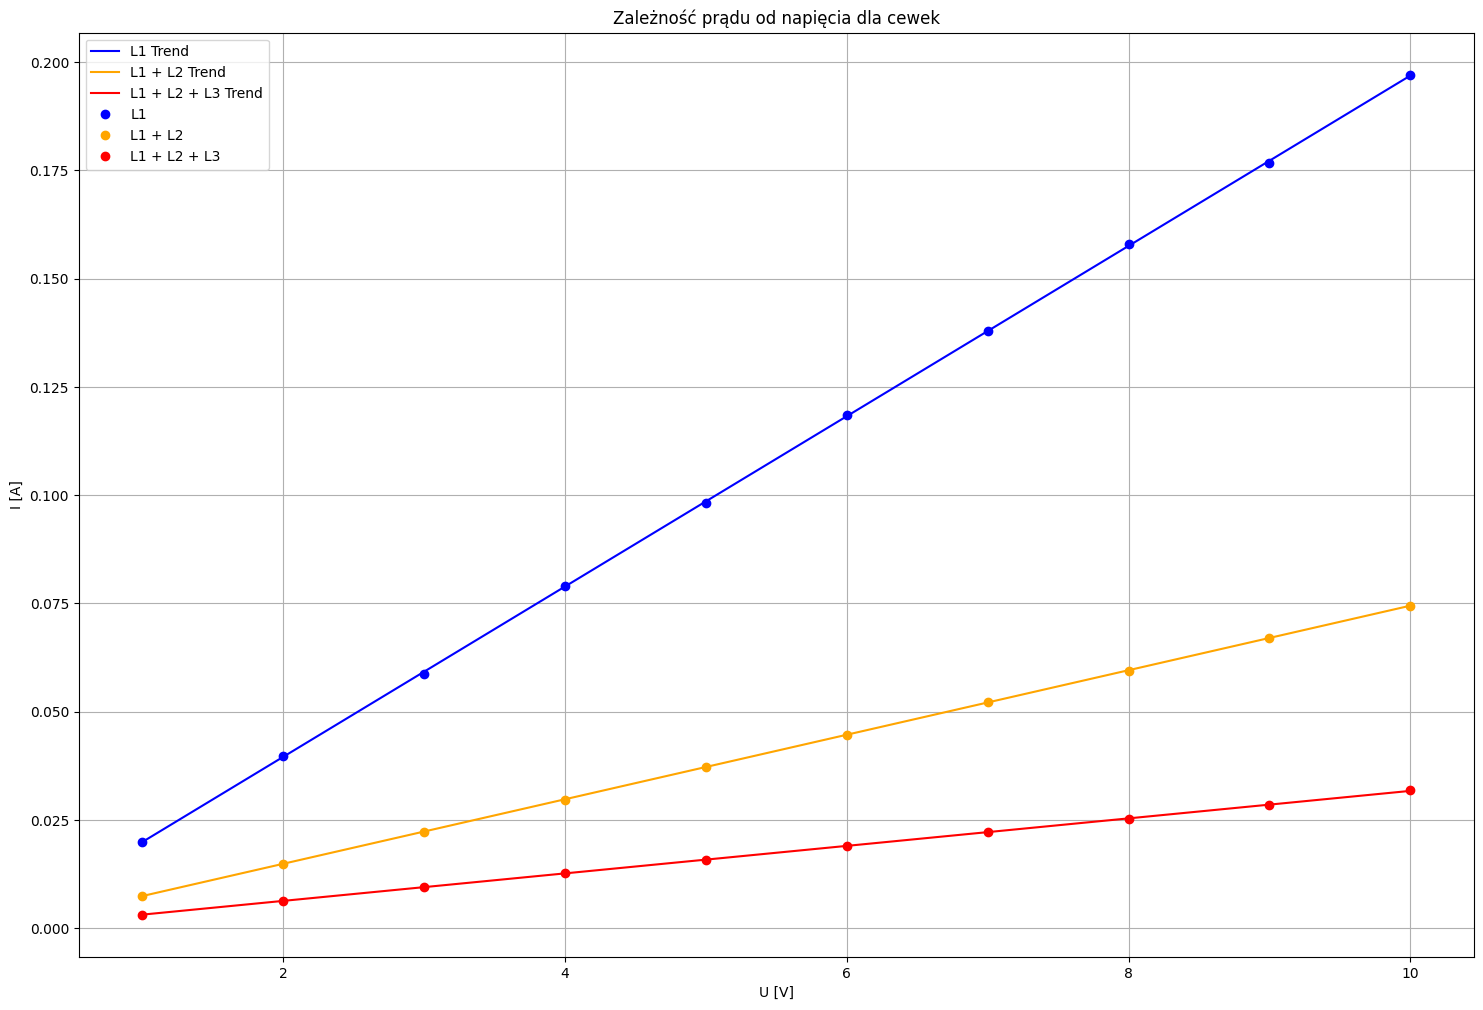 Zależność prądu od napięcia dla cewek
L1 Trend
L1 + L2 Trend
L1 + L2 + L3 Trend
L1
L1 + L2
L1 + L2 + L3
0.200
0.175
0.150
0.125
0.100
0.075
0.050
0.025
0.000
I [A]
2
4
6
8
10
U [V]